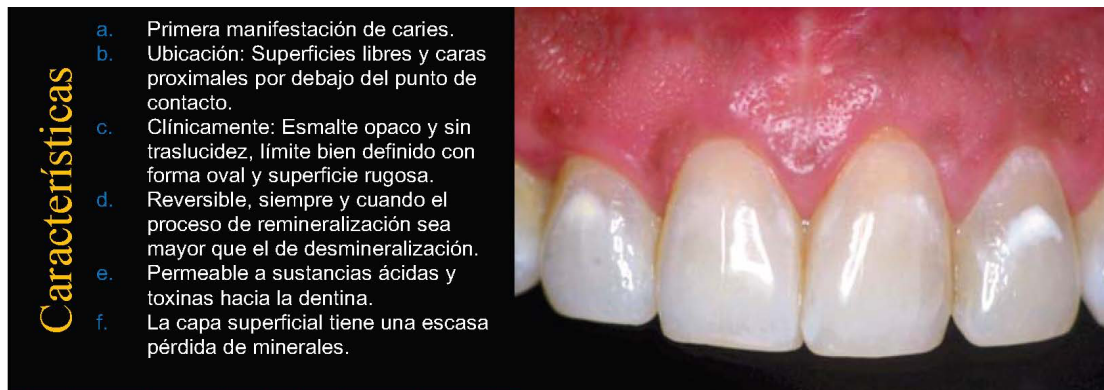 Características
a. Primera manifestación de caries.
b. Ubicación: Superficies libres y caras
proximales por debajo del punto de
contacto.
c. Clínicamente: Esmalte opaco y sin
traslucidez, límite bien definido con
forma oval y superficie rugosa.
d. Reversible, siempre y cuando el
proceso de remineralización sea
mayor que el de desmineralización.
e. Permeable a sustancias ácidas y
toxinas hacia la dentina.
f. La capa superficial tiene una escasa
pérdida de minerales.